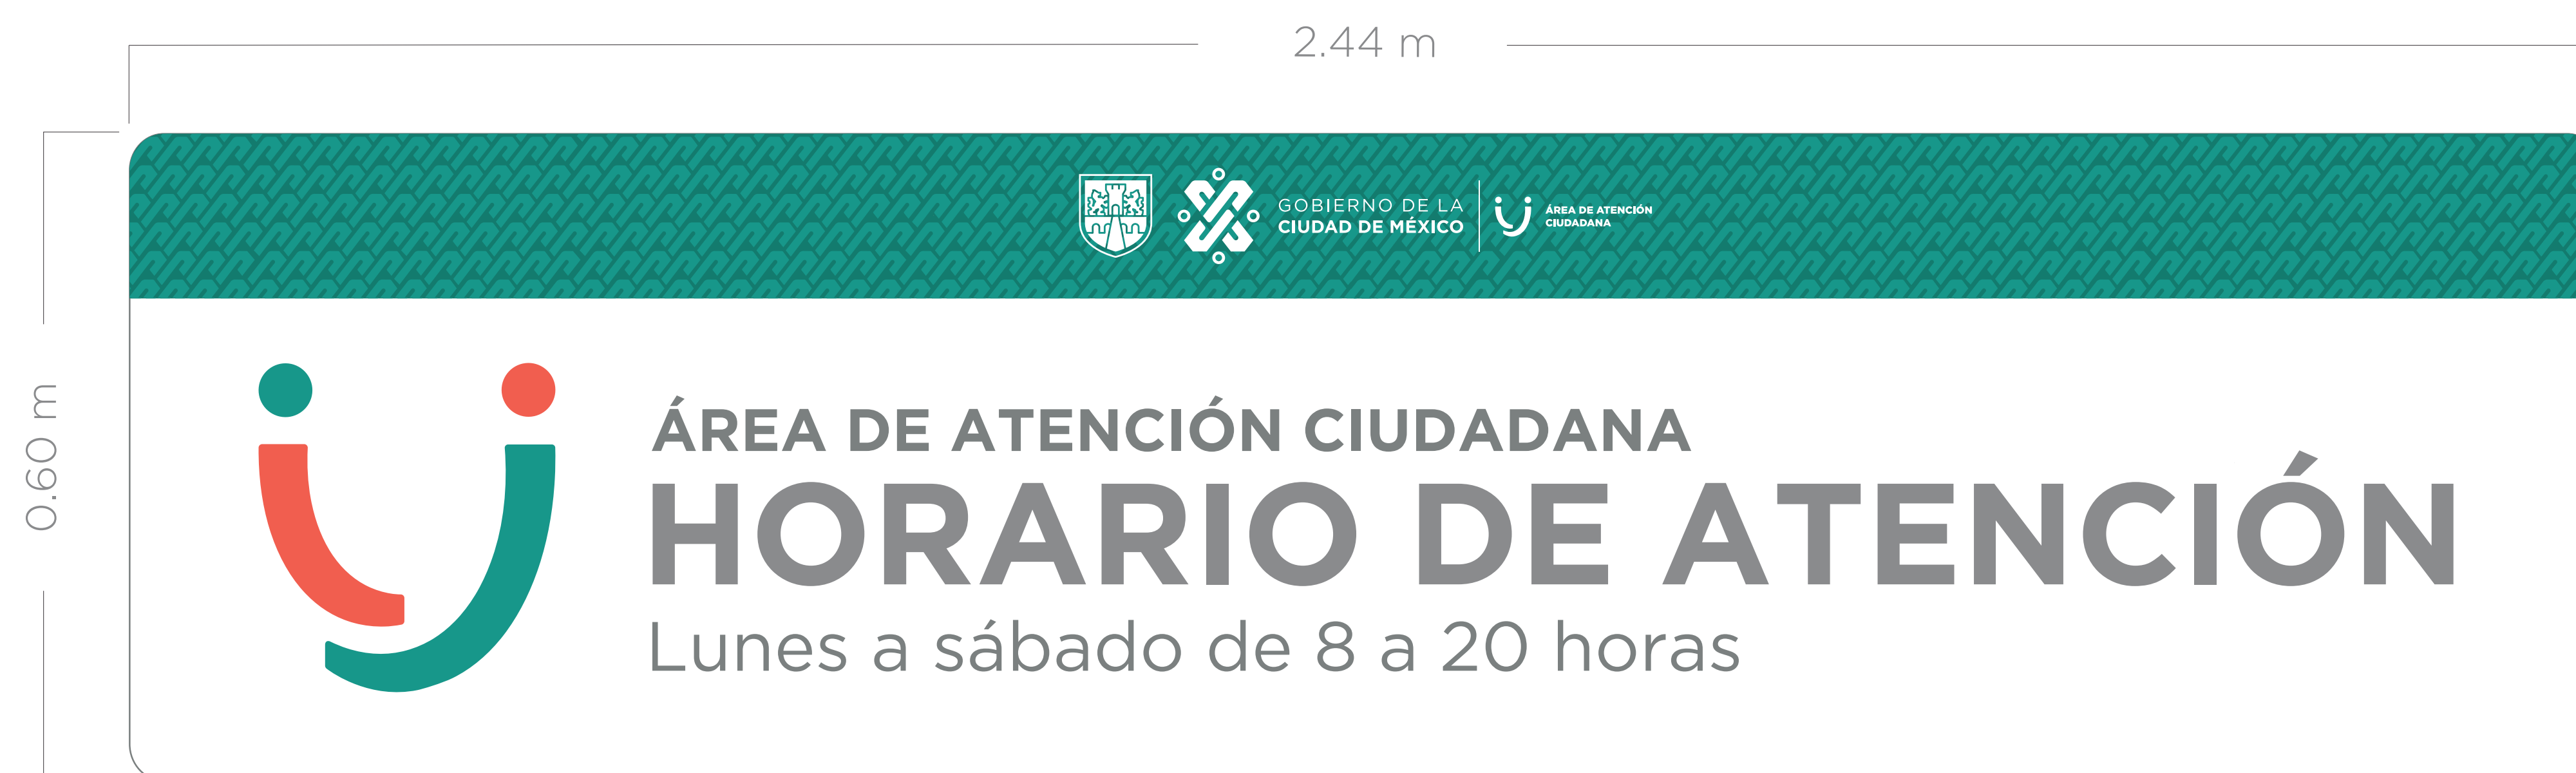 2.44 m
0.60 m
GOBIERNO DE LA
CIUDAD DE MÉXICO
ÁREA DE ATENCIÓN
CIUDADANA
ÁREA DE ATENCIÓN CIUDADANA
HORARIO DE ATENCIÓN
Lunes a sábado de 8 a 20 horas